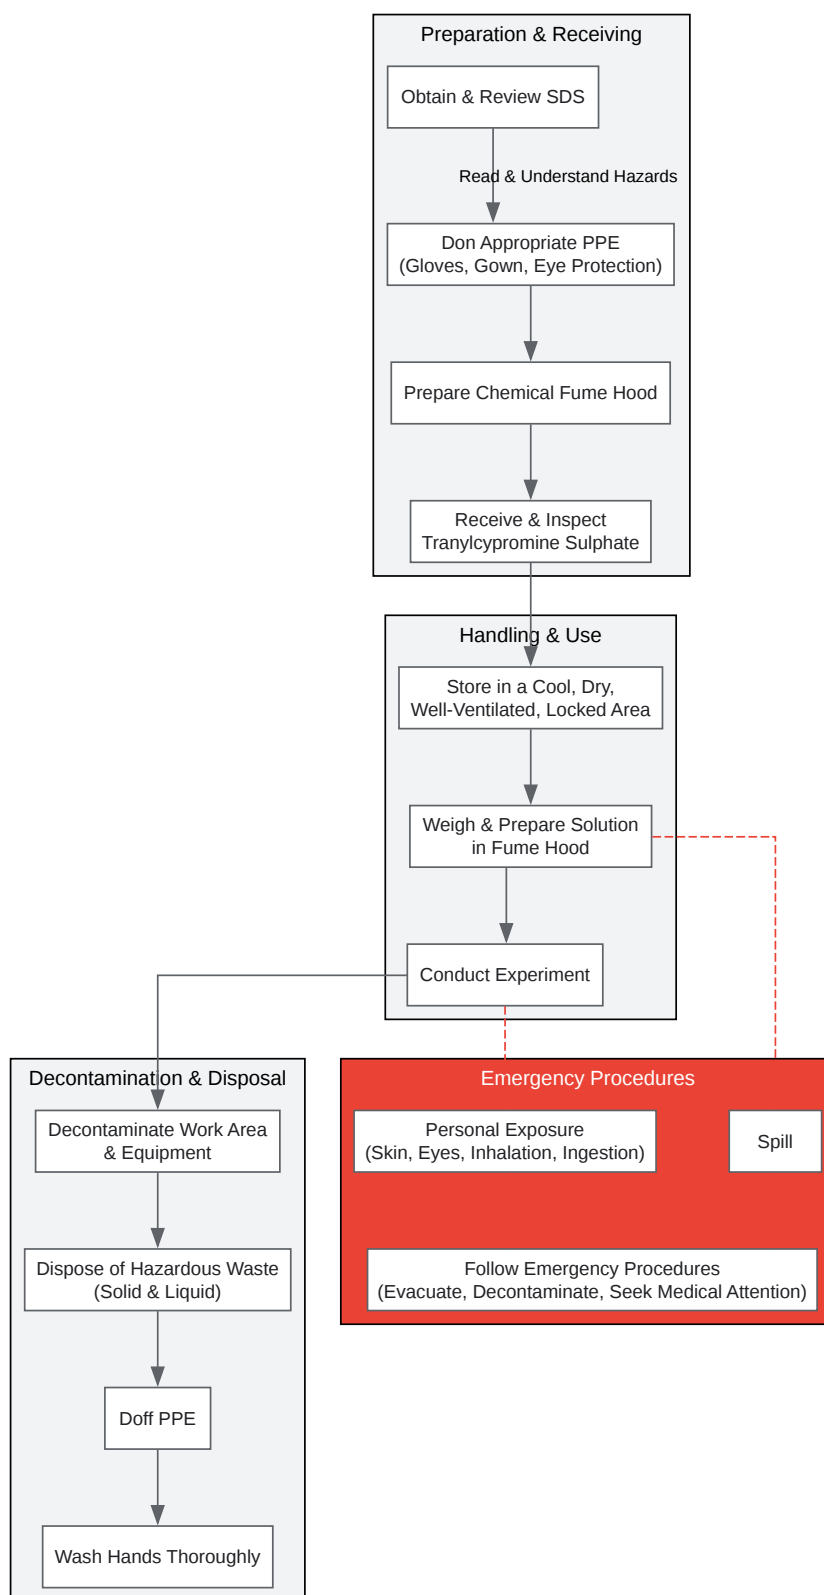 Preparation & Receiving
Obtain & Review SDS
Read & Understand Hazards
Don Appropriate PPE
(Gloves, Gown, Eye Protection)
Prepare Chemical Fume Hood
Receive & Inspect
Tranylcypromine Sulphate
Handling & Use
Store in a Cool, Dry,
Well-Ventilated, Locked Area
Weigh & Prepare Solution
in Fume Hood
Conduct Experiment
Decontamination & Disposal
Decontaminate Work Area
& Equipment
Dispose of Hazardous Waste
(Solid & Liquid)
Doff PPE
Wash Hands Thoroughly
Emergency Procedures
Personal Exposure
(Skin, Eyes, Inhalation, Ingestion)
Spill
Follow Emergency Procedures
(Evacuate, Decontaminate, Seek Medical Attention)